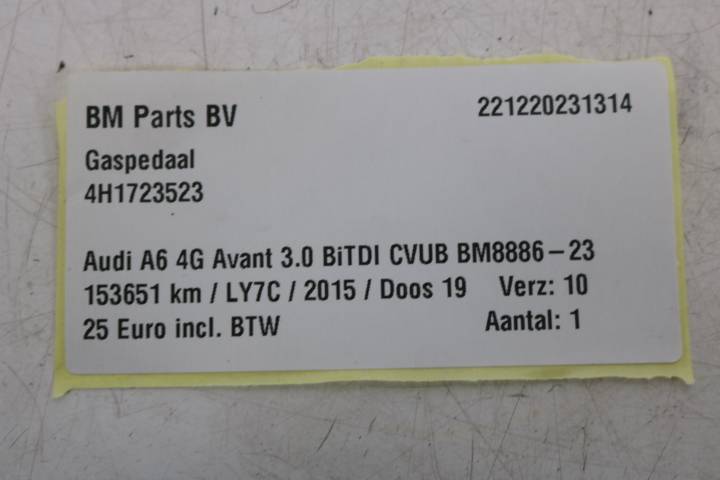 BM Parts BV 221220231314
Gaspedaal
4H1723523
Audi A6 4G Avant 3.0 BiTDI CVUB BM8886-23
153651 km / LY7C / 2015 / Doos 19 Verz: 10
25 Euro incl. BTW Aantal: 1